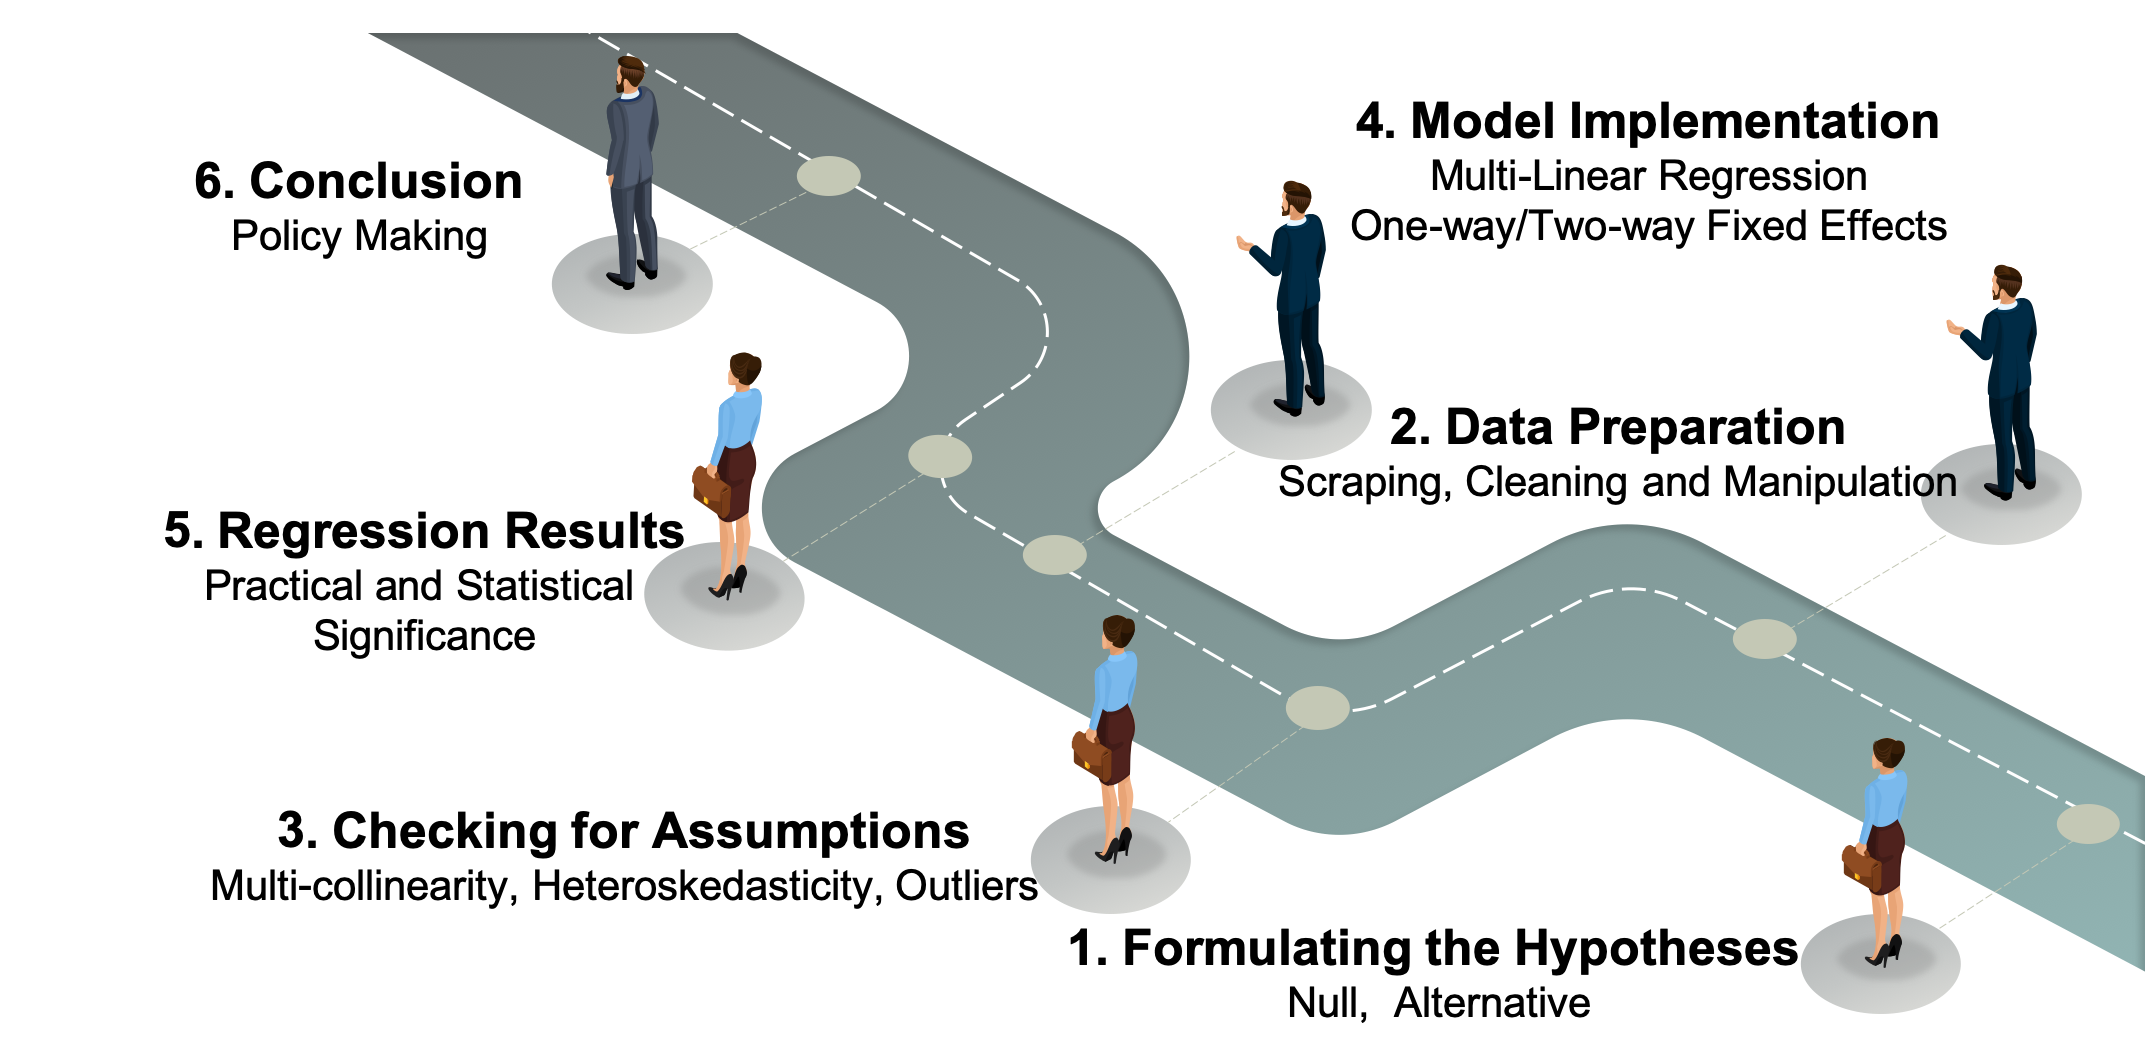 4. Model Implementation
Multi-Linear Regression
One-way/Two-way Fixed Effects
6. Conclusion
Policy Making
2. Data Preparation
Scraping, Cleaning and Manipulation
5. Regression Results
Practical and Statistical
Significance
3. Checking for Assumptions
Multi-collinearity, Heteroskedasticity, Outliers
1. Formulating the Hypotheses
Null, Alternative